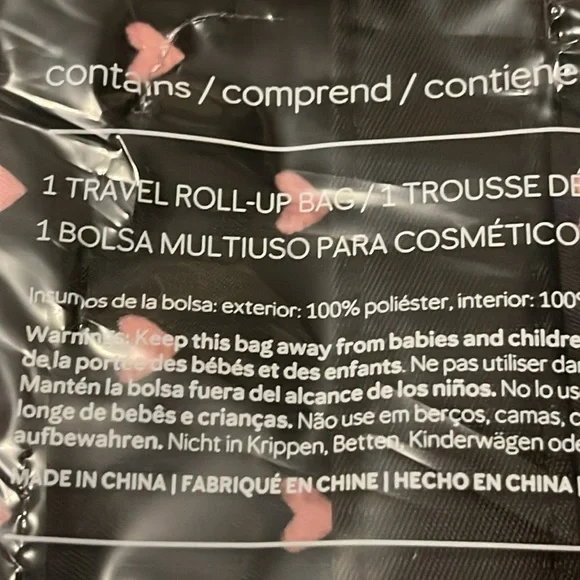 contains / comprend / contiene
1 TRAVEL ROLL-UP BAG / 1 TROUSSE DE
1 BOLSA MULTIUSO PARA COSMÉTICO
Insumos de la bolsa: exterior: 100% poliéster, interior: 100%
Warnings: Keep this bag away from babies and childre
de la portée des bébés et des enfants. Ne pas utiliser da
Mantén la bolsa fuera del alcance de los niños. No lo us
longe de bebês e crianças. Não use em berços, camas, c
aufbewahren. Nicht in Krippen, Betten, Kinderwägen ode
MADE IN CHINA | FABRIQUÉ EN CHINE | HECHO EN CHINA |